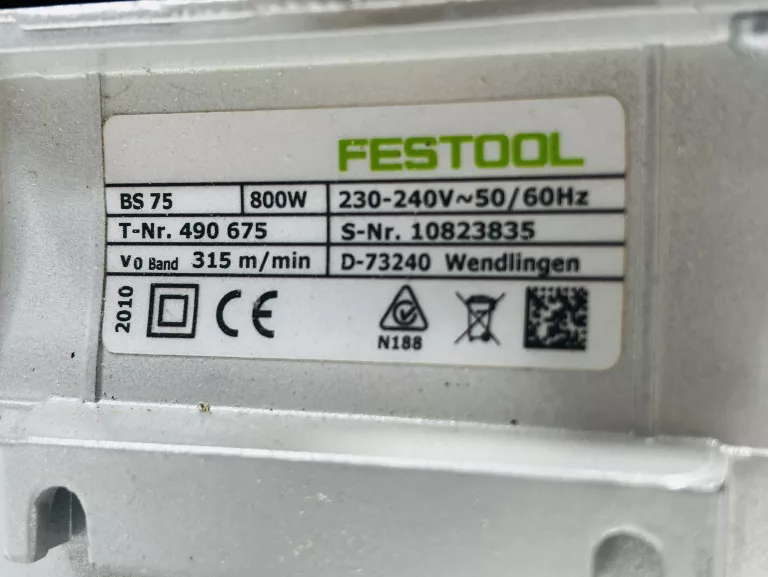 FESTOOL
BS 75 800W 230-240V~50/60Hz
T-Nr. 490 675 S-Nr. 10823835
v0 Band 315 m/min D-73240 Wendlingen
2010 CE N188